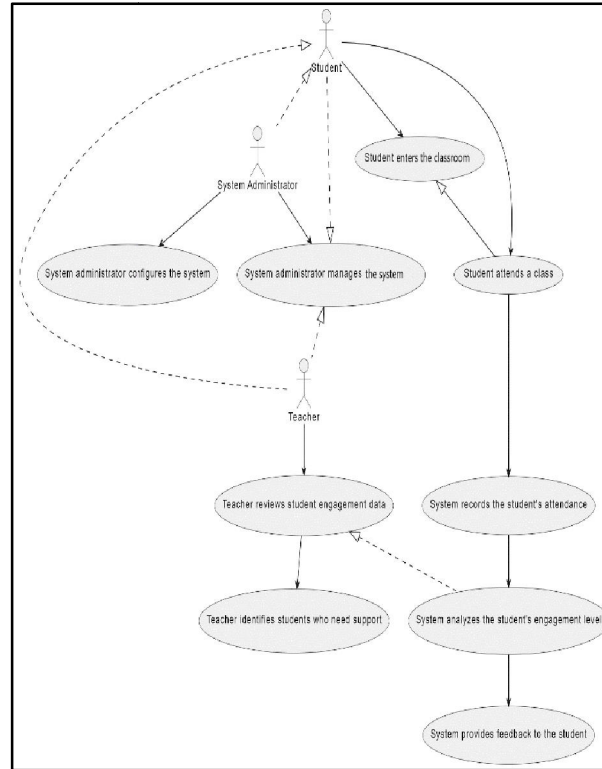 Student
Student enters the classroom
System Administrator
System administrator configures the system
System administrator manages the system
Student attends a class
Teacher
Teacher reviews student engagement data
System records the student's attendance
Teacher identifies students who need support
System analyzes the student's engagement level
System provides feedback to the student